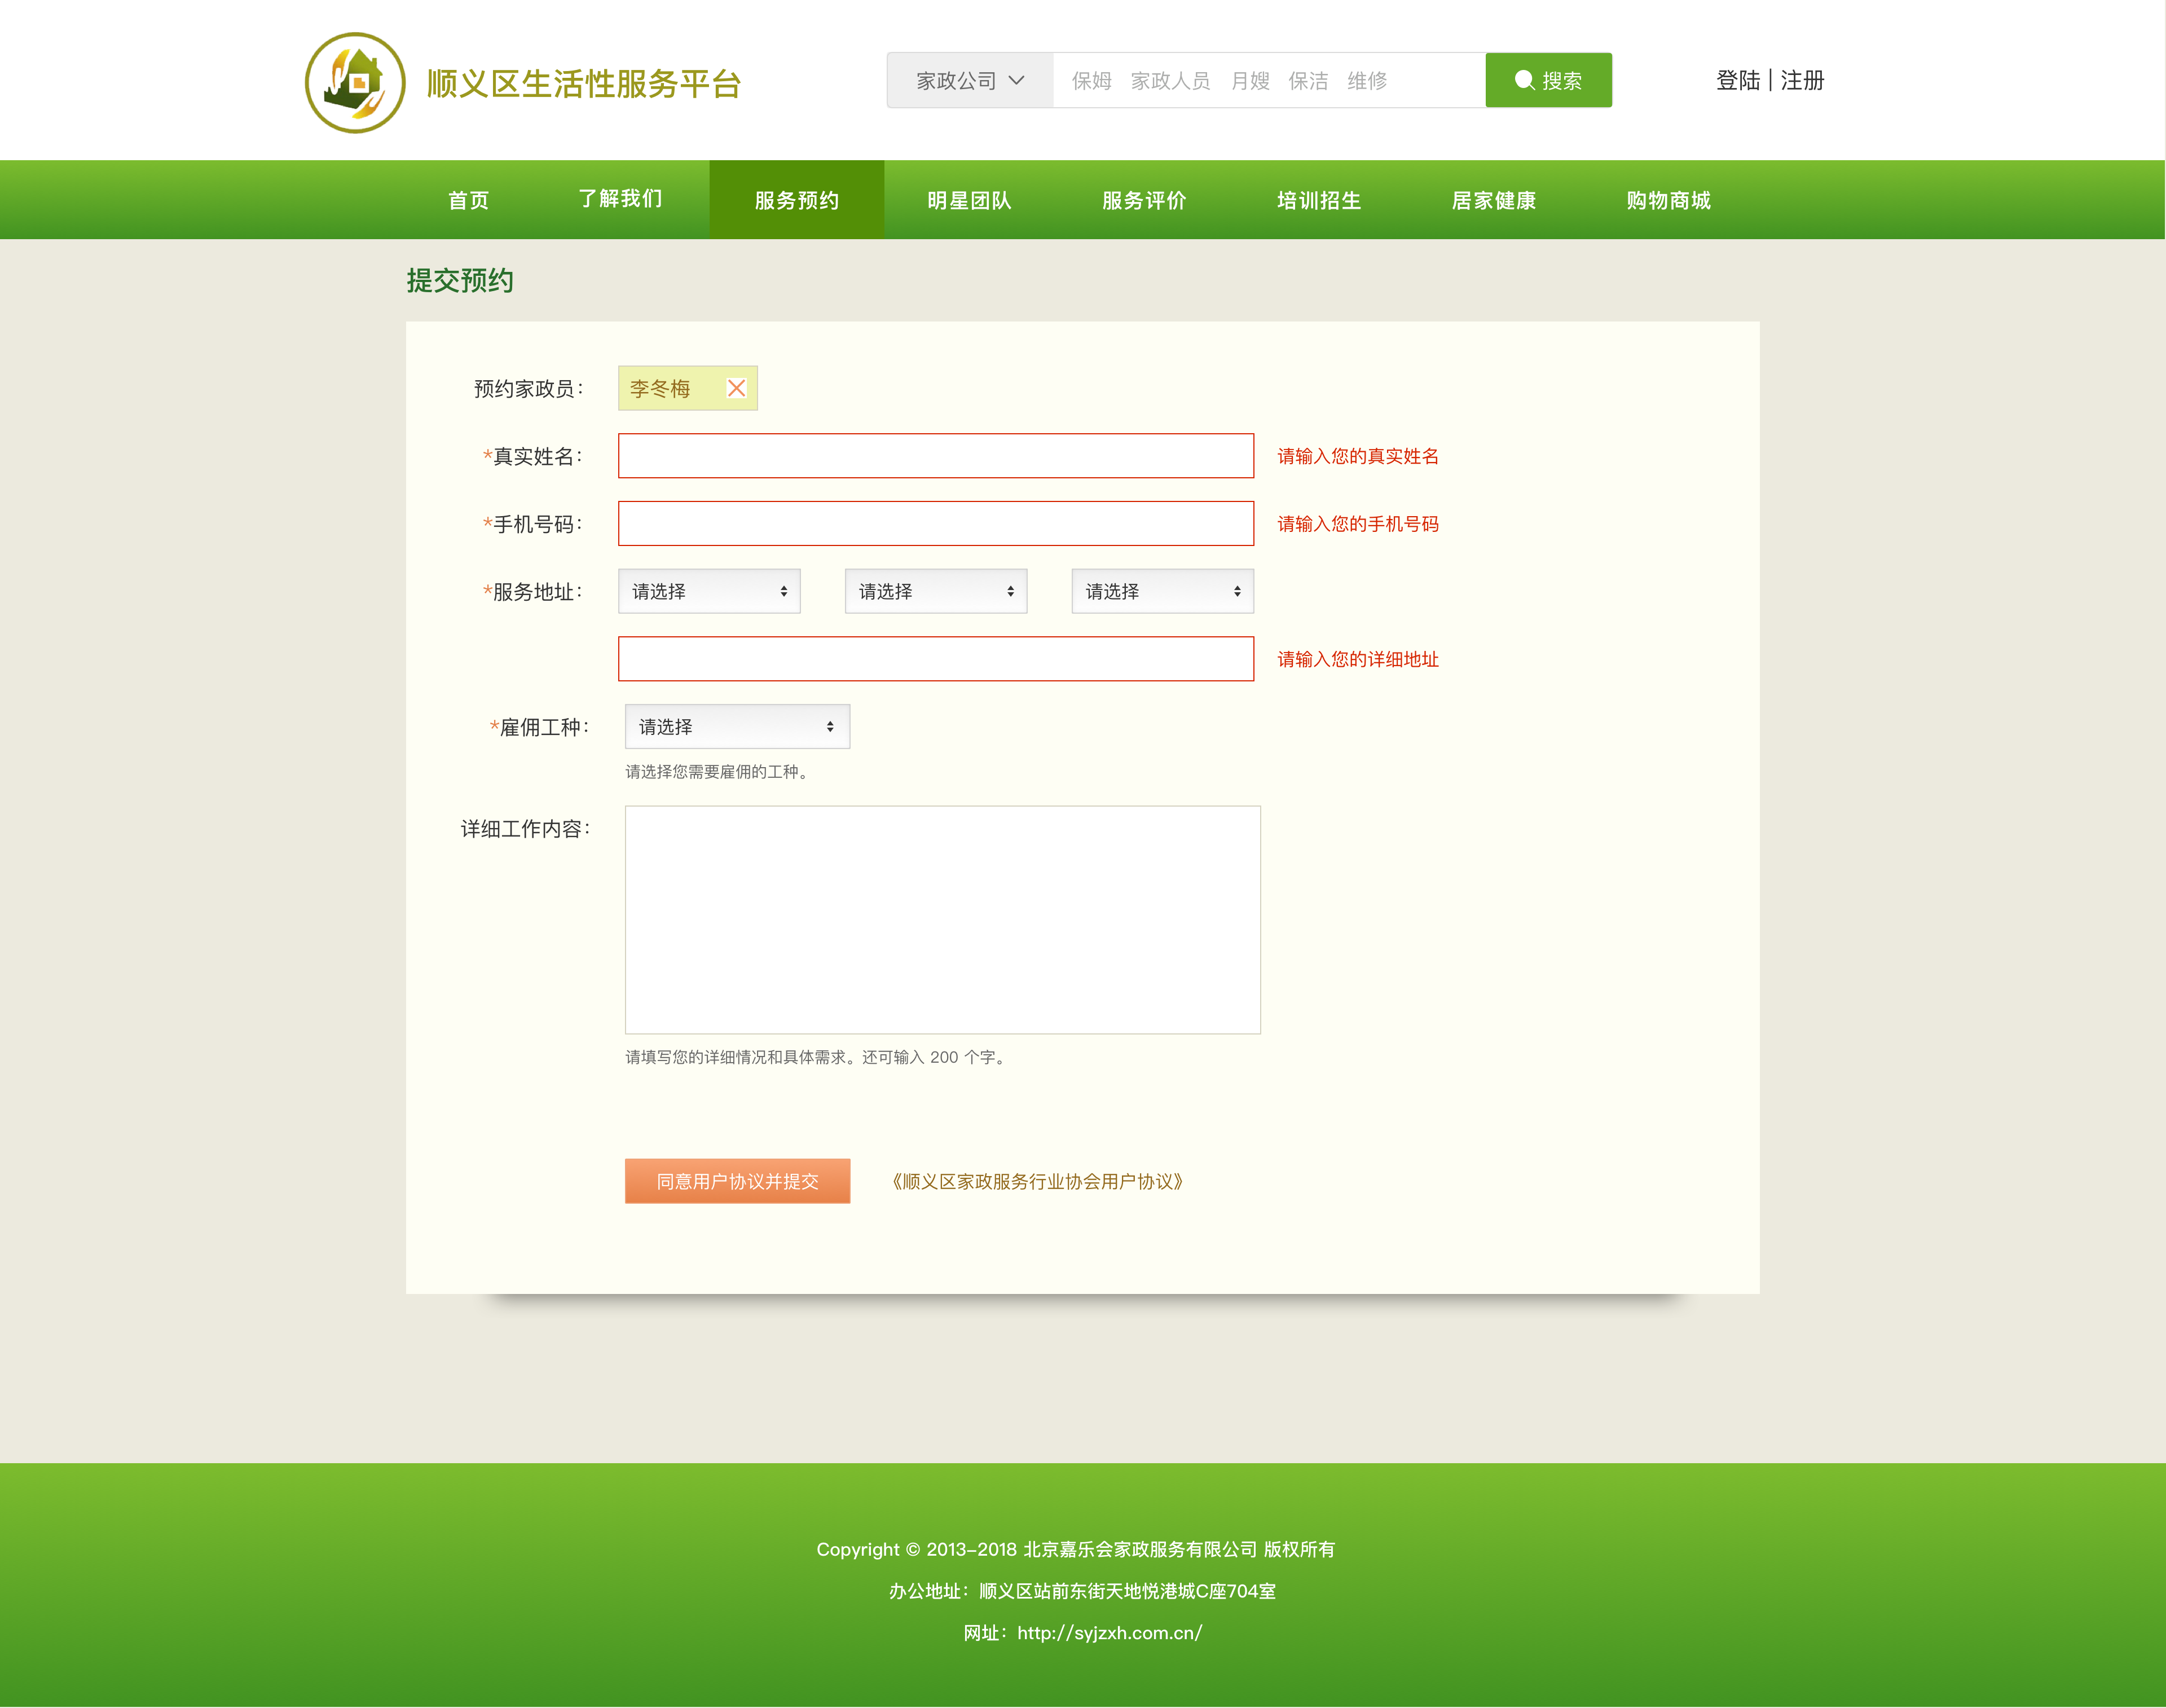 顺义区生活性服务平台
家政公司 保姆 家政人员 月嫂 保洁 维修 搜索
登陆 | 注册
首页 了解我们 服务预约 明星团队 服务评价 培训招生 居家健康 购物商城
提交预约
预约家政员： 李冬梅
*真实姓名： 请输入您的真实姓名
*手机号码： 请输入您的手机号码
*服务地址： 请选择 请选择 请选择
请输入您的详细地址
*雇佣工种： 请选择
请选择您需要雇佣的工种。
详细工作内容：
请填写您的详细情况和具体需求。还可输入 200 个字。
同意用户协议并提交 《顺义区家政服务行业协会用户协议》
Copyright © 2013-2018 北京嘉乐会家政服务有限公司 版权所有
办公地址：顺义区站前东街天地悦港城C座704室
网址：http://syjzxh.com.cn/